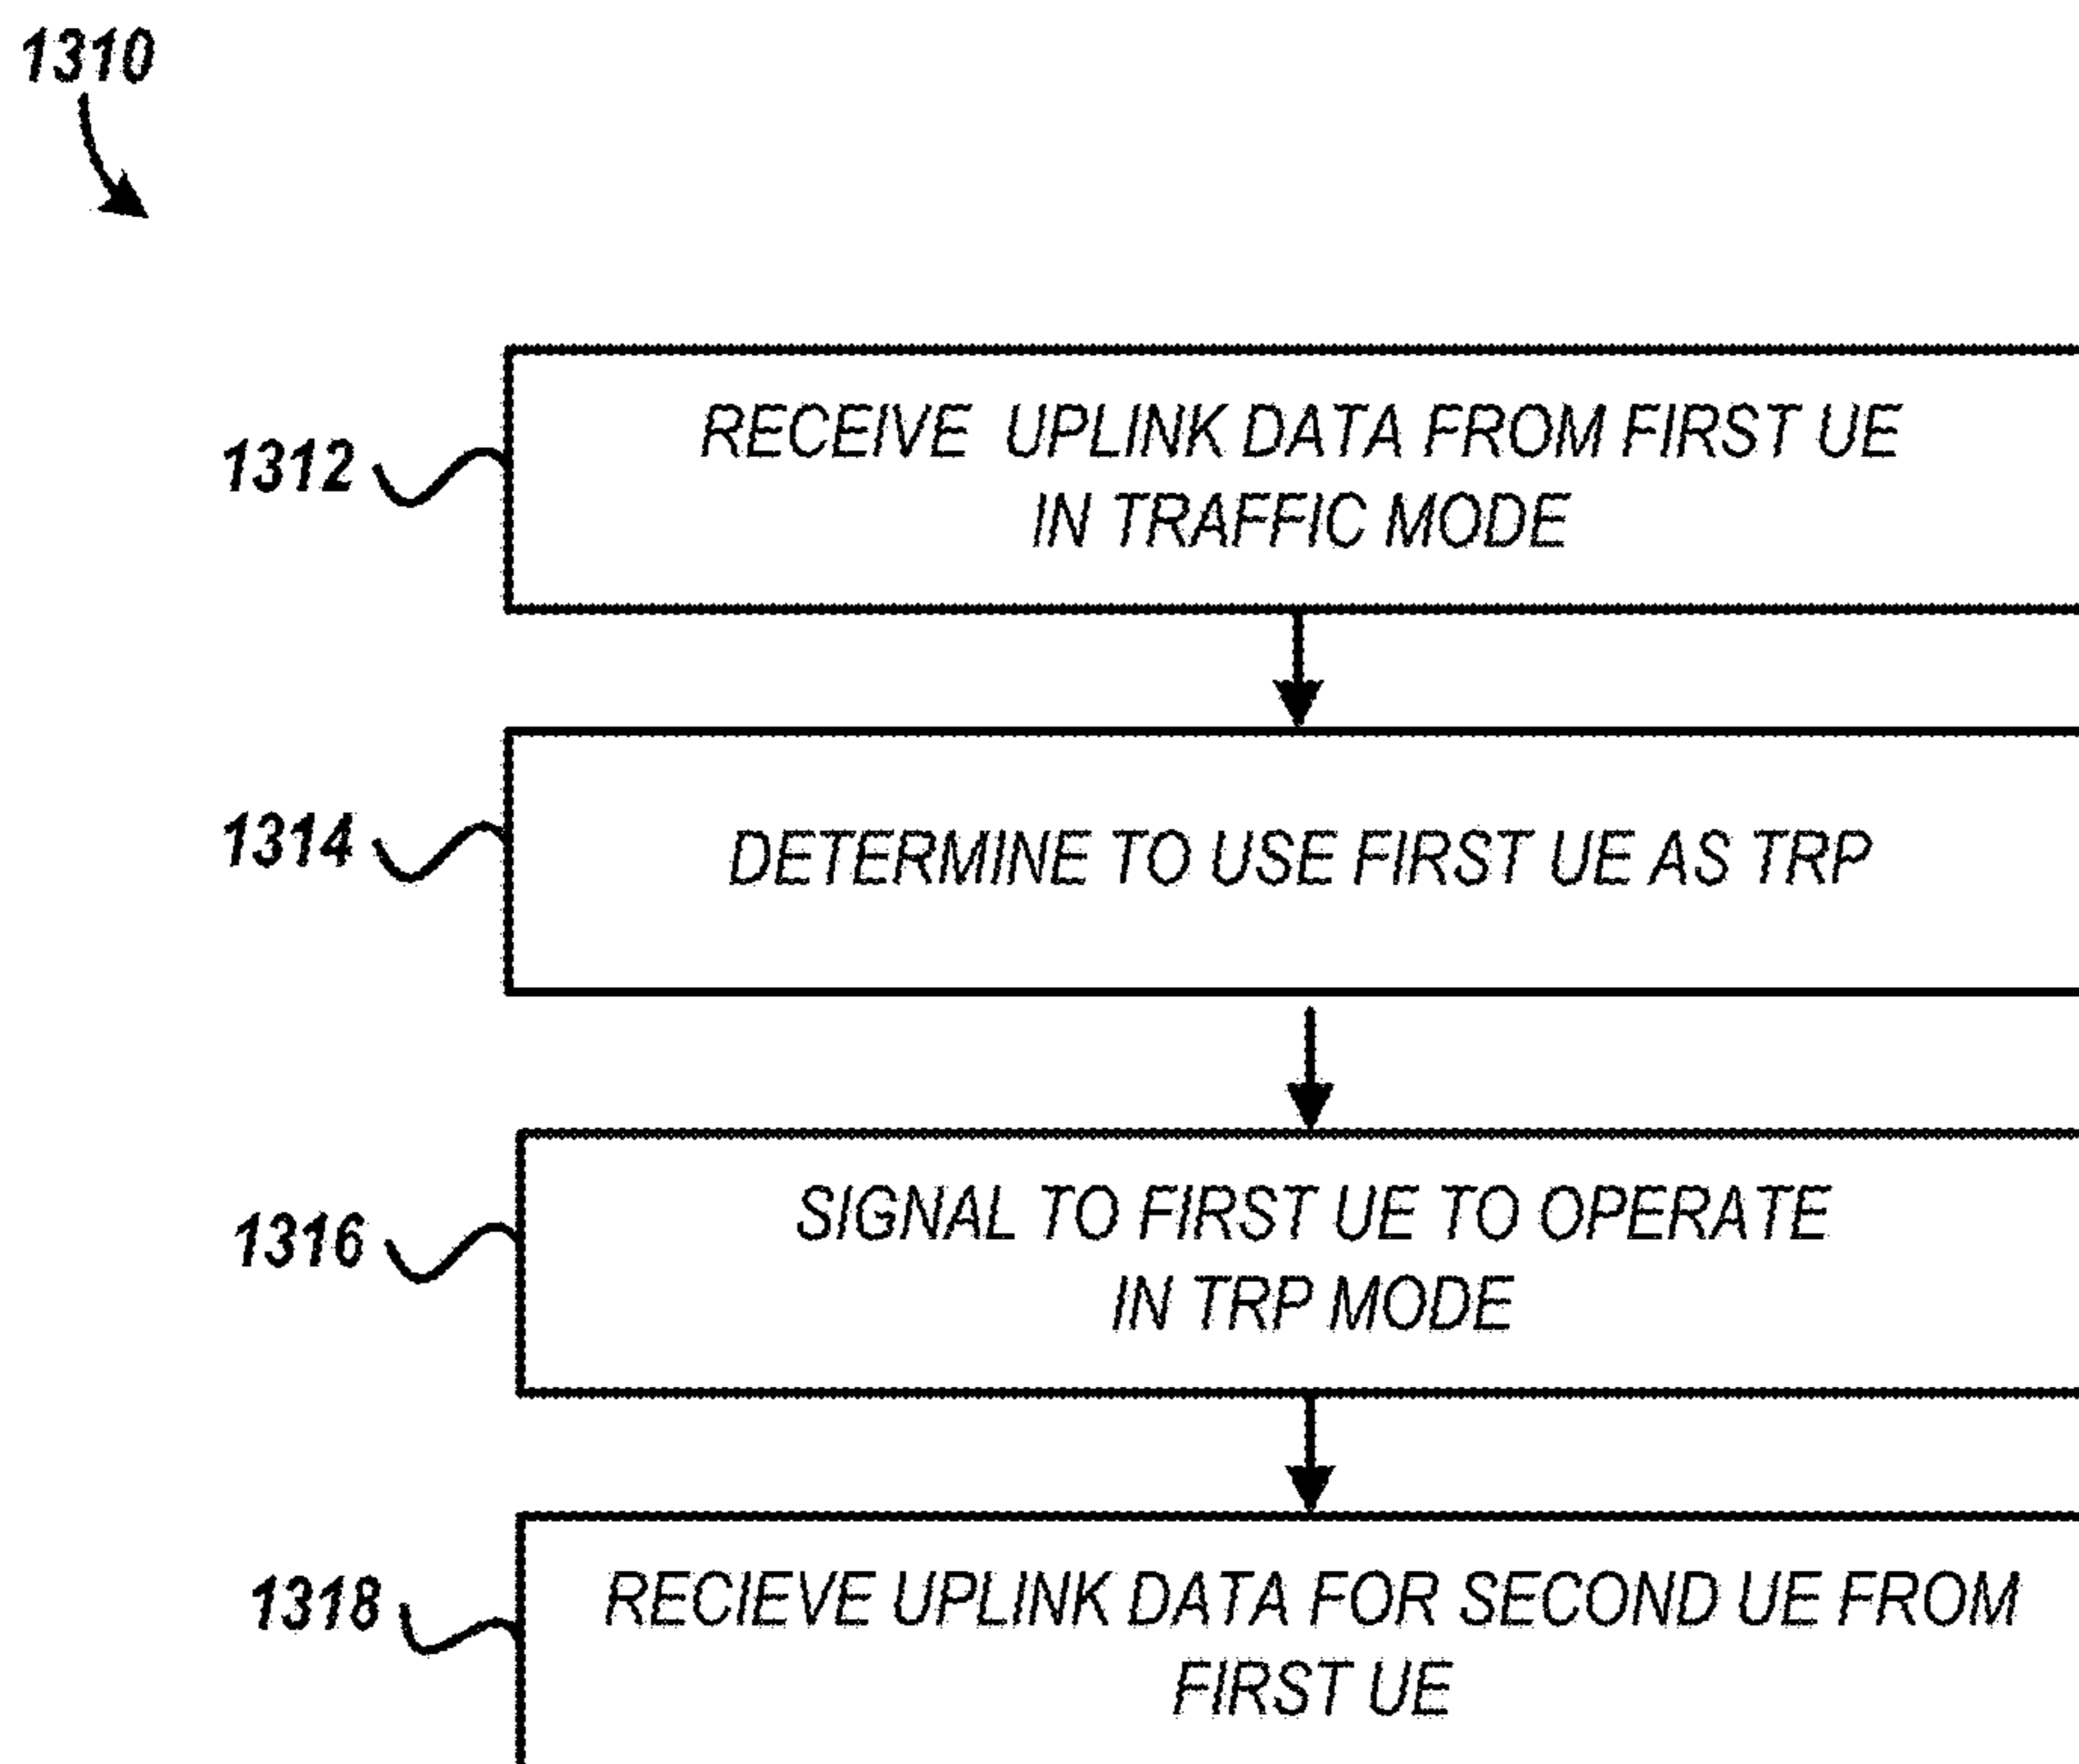 1310
1312
RECEIVE UPLINK DATA FROM FIRST UE
IN TRAFFIC MODE
1314
DETERMINE TO USE FIRST UE AS TRP
1316
SIGNAL TO FIRST UE TO OPERATE
IN TRP MODE
1318
RECIEVE UPLINK DATA FOR SECOND UE FROM
FIRST UE